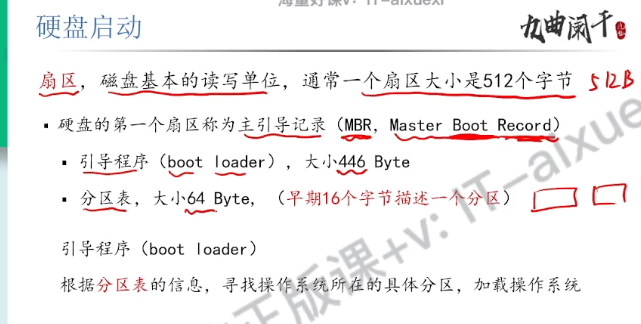 海量好课v: IT-aixuexi
硬盘启动
九曲阑干
扇区，磁盘基本的读写单位，通常一个扇区大小是512个字节 512B
▪ 硬盘的第一个扇区称为主引导记录（MBR，Master Boot Record）
▪ 引导程序（boot loader），大小446 Byte
▪ 分区表，大小64 Byte，（早期16个字节描述一个分区）
引导程序（boot loader）
根据分区表的信息，寻找操作系统所在的具体分区，加载操作系统
正版课+v: IT-aixue